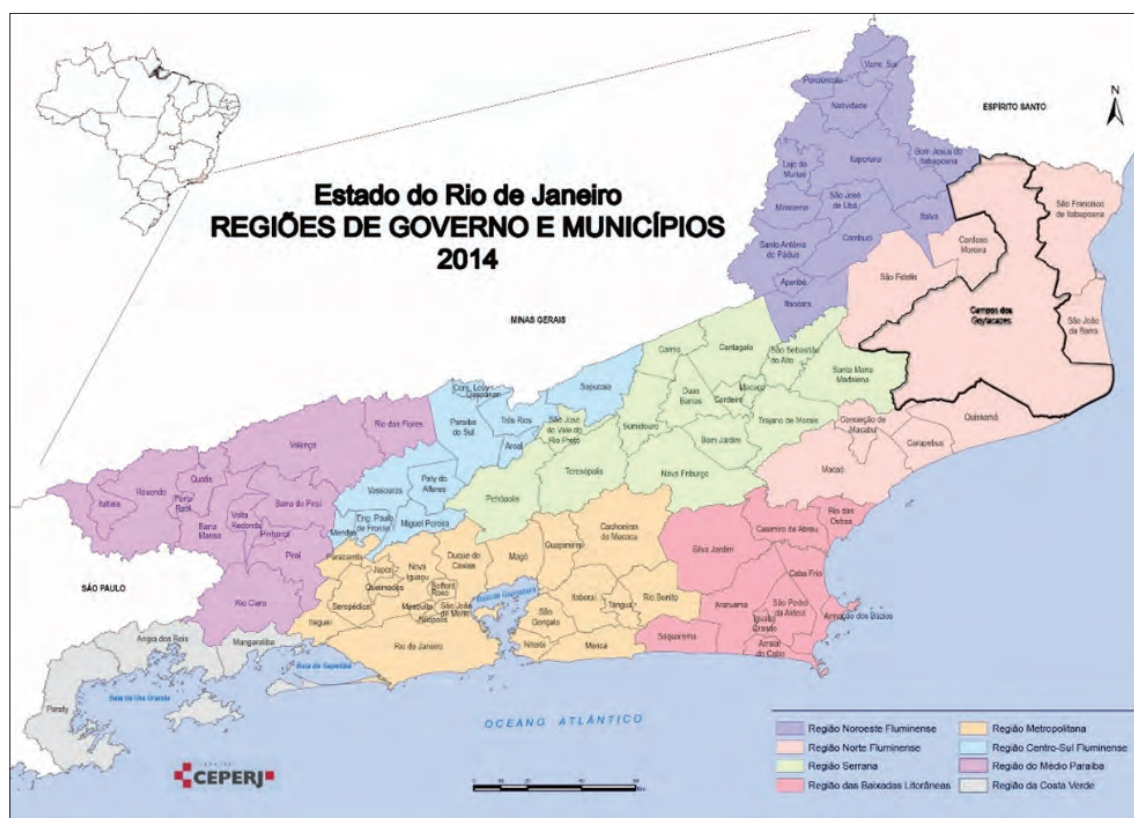 N
ESPÍRITO SANTO
Estado do Rio de Janeiro
REGIÕES DE GOVERNO E MUNICÍPIOS
2014
MINAS GERAIS
SÃO PAULO
Varre_Sai
Porciúncula
Natividade
Bom Jesus do
Itabapoana
Itaperuna
Laje do
Muriaé
São José
de Ubá
Miracema
Italva
Cambuci
Santo Antônio
de Pádua
Aperibé
Itaocara
São Francisco
de Itabapoana
Cardoso
Moreira
São Fidélis
Campos dos
Goytacazes
São João
da Barra
Carmo
Cantagalo
São Sebastião
do Alto
Santa Maria
Madalena
Duas
Barras
Macuco
Cordeiro
Sumidouro
Trajano de Morais
Bom Jardim
Nova Friburgo
Teresópolis
Petrópolis
São José
do Vale do
Rio Preto
Conceição de
Macabu
Quissamã
Carapebus
Macaé
Sapucaia
Com. Levy
Gasparian
Paraíba
do Sul
Três Rios
Areal
Paty do
Alferes
Vassouras
Miguel Pereira
Eng. Paulo
de Frontin
Mendes
Rio das Flores
Valença
Quatis
Resende
Itatiaia
Porto
Real
Barra
Mansa
Volta
Redonda
Barra do Piraí
Pinheiral
Piraí
Rio Claro
Paracambi
Japeri
Nova
Iguaçu
Duque de
Caxias
Magé
Guapimirim
Cachoeiras
de Macacu
Queimados
Belford
Roxo
Seropédica
Mesquita
São João
de Meriti
Nilópolis
Itaguaí
Rio de Janeiro
Baía de Guanabara
Itaboraí
Tanguá
Rio Bonito
São
Gonçalo
Niterói
Maricá
Silva Jardim
Casimiro de Abreu
Rio das
Ostras
Cabo Frio
Araruama
São Pedro
da Aldeia
Iguaba
Grande
Armação dos Búzios
Saquarema
Arraial
do Cabo
Angra dos Reis
Mangaratiba
Paraty
Baía da Ilha Grande
Baía de Sepetiba
OCEANO ATLÂNTICO
CEPERJ
Região Noroeste Fluminense
Região Norte Fluminense
Região Serrana
Região das Baixadas Litorâneas
Região Metropolitana
Região Centro-Sul Fluminense
Região do Médio Paraíba
Região da Costa Verde